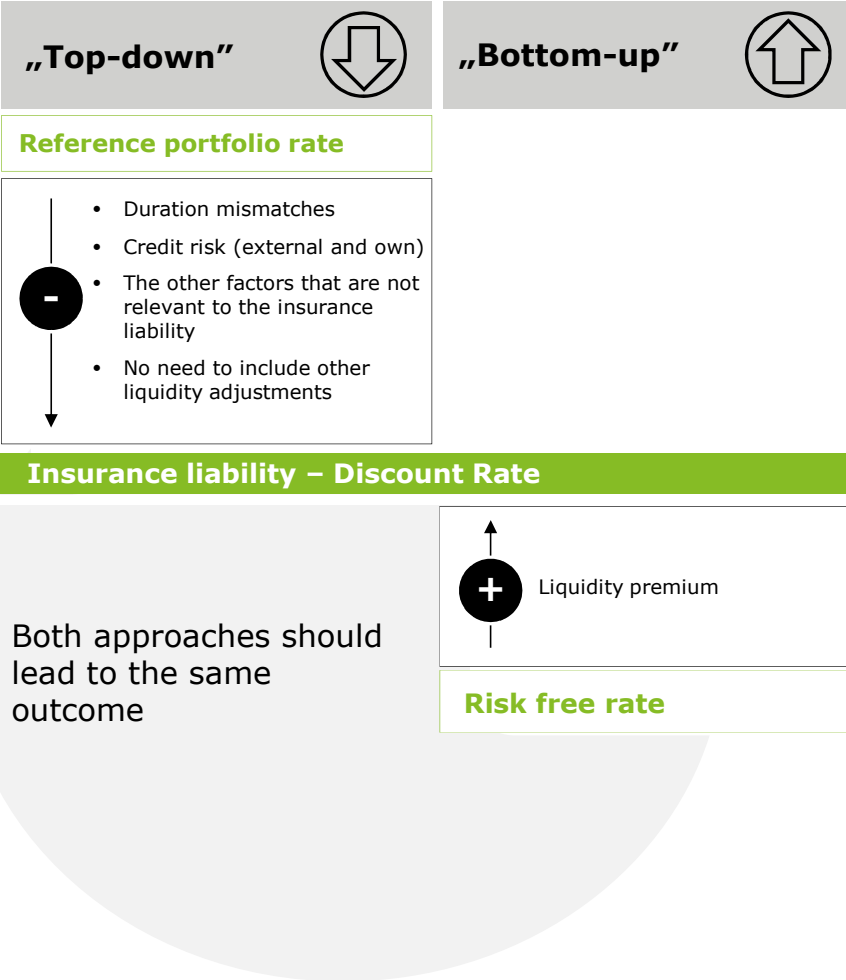 „Top-down”
„Bottom-up”
Reference portfolio rate
• Duration mismatches
• Credit risk (external and own)
• The other factors that are not
relevant to the insurance
liability
• No need to include other
liquidity adjustments
-
Insurance liability – Discount Rate
+
Liquidity premium
Both approaches should
lead to the same
outcome
Risk free rate